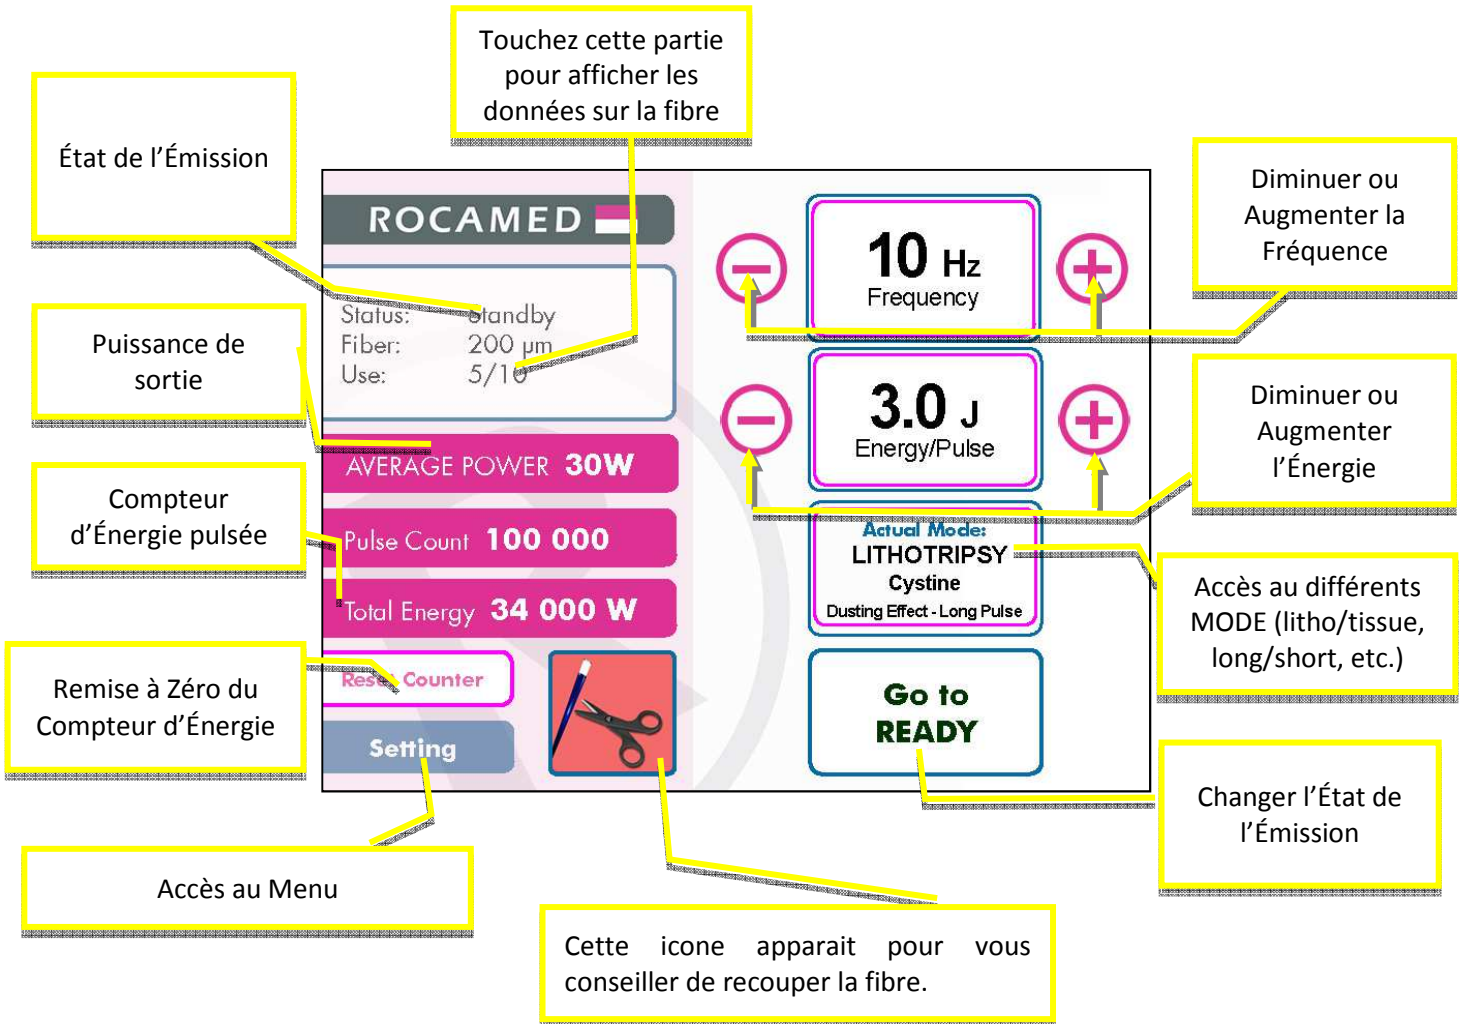 Touchez cette partie
pour afficher les
données sur la fibre
État de l’Émission
Diminuer ou
Augmenter la
Fréquence
Puissance de
sortie
Compteur
d’Énergie pulsée
Remise à Zéro du
Compteur d’Énergie
Accès au Menu
ROCAMED
Status: Standby
Fiber: 200 µm
Use: 5/10
AVERAGE POWER 30W
Pulse Count 100 000
Total Energy 34 000 W
Reset Counter
Setting
10 Hz
Frequency
3.0 J
Energy/Pulse
Actual Mode:
LITHOTRIPSY
Cystine
Dusting Effect - Long Pulse
Go to
READY
Diminuer ou
Augmenter
l’Énergie
Accès au différents
MODE (litho/tissue,
long/short, etc.)
Changer l’État de
l’Émission
Cette icone apparait pour vous
conseiller de recouper la fibre.